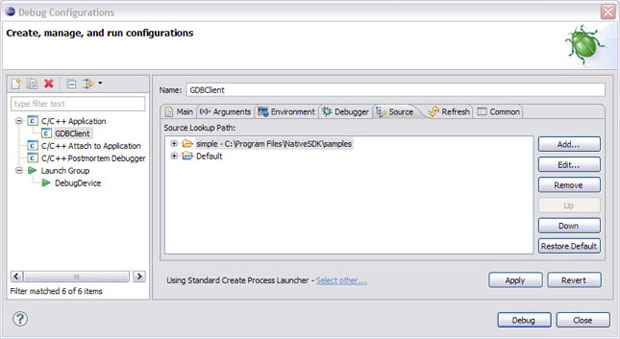 Debug Configurations
Create, manage, and run configurations
type filter text
C/C++ Application
GDBClient
C/C++ Attach to Application
C/C++ Postmortem Debugger
Launch Group
DebugDevice
Filter matched 6 of 6 items
Name: GDBClient
Main (x)= Arguments Environment Debugger Source Refresh Common
Source Lookup Path:
simple - C:\Program Files\NativeSDK\samples
Default
Add...
Edit...
Remove
Up
Down
Restore Default
Using Standard Create Process Launcher - Select other...
Apply Revert
Debug Close